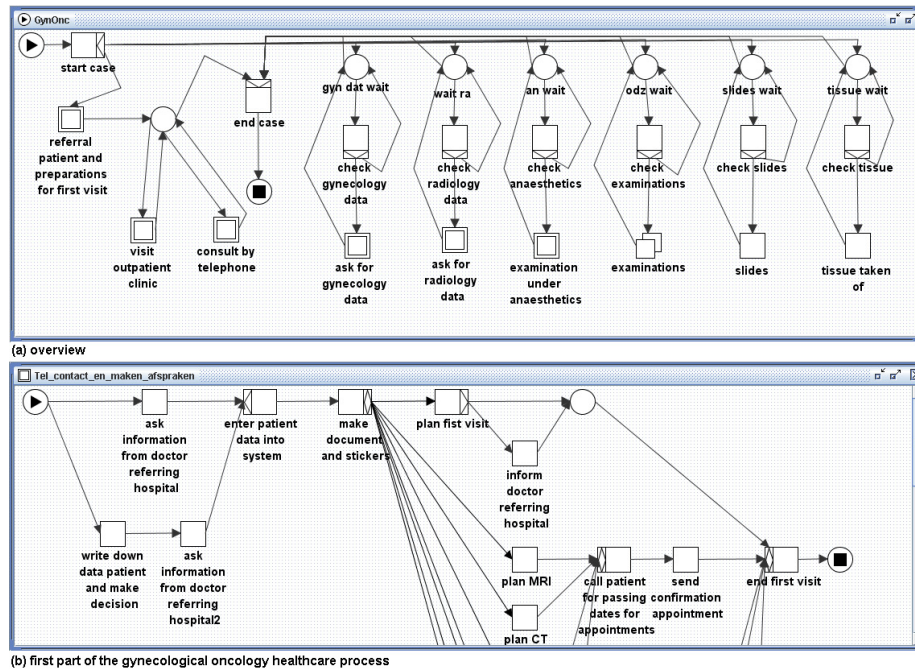 GynOnc
start case
gyn dat wait
wait ra
an wait
odz wait
slides wait
tissue wait
end case
referral
patient and
preparations
for first visit
check
gynecology
data
check
radiology
data
check
anaesthetics
check
examinations
check slides
check tissue
visit
outpatient
clinic
consult by
telephone
ask for
gynecology
data
ask for
radiology
data
examination
under
anaesthetics
examinations
slides
tissue taken
of
(a) overview
Tel_contact_en_maken_afspraken
ask
information
from doctor
referring
hospital
enter patient
data into
system
make
document
and stickers
plan fist visit
inform
doctor
referring
hospital
write down
data patient
and make
decision
ask
information
from doctor
referring
hospital2
plan MRI
call patient
for passing
dates for
appointments
send
confirmation
appointment
end first visit
plan CT
(b) first part of the gynecological oncology healthcare process